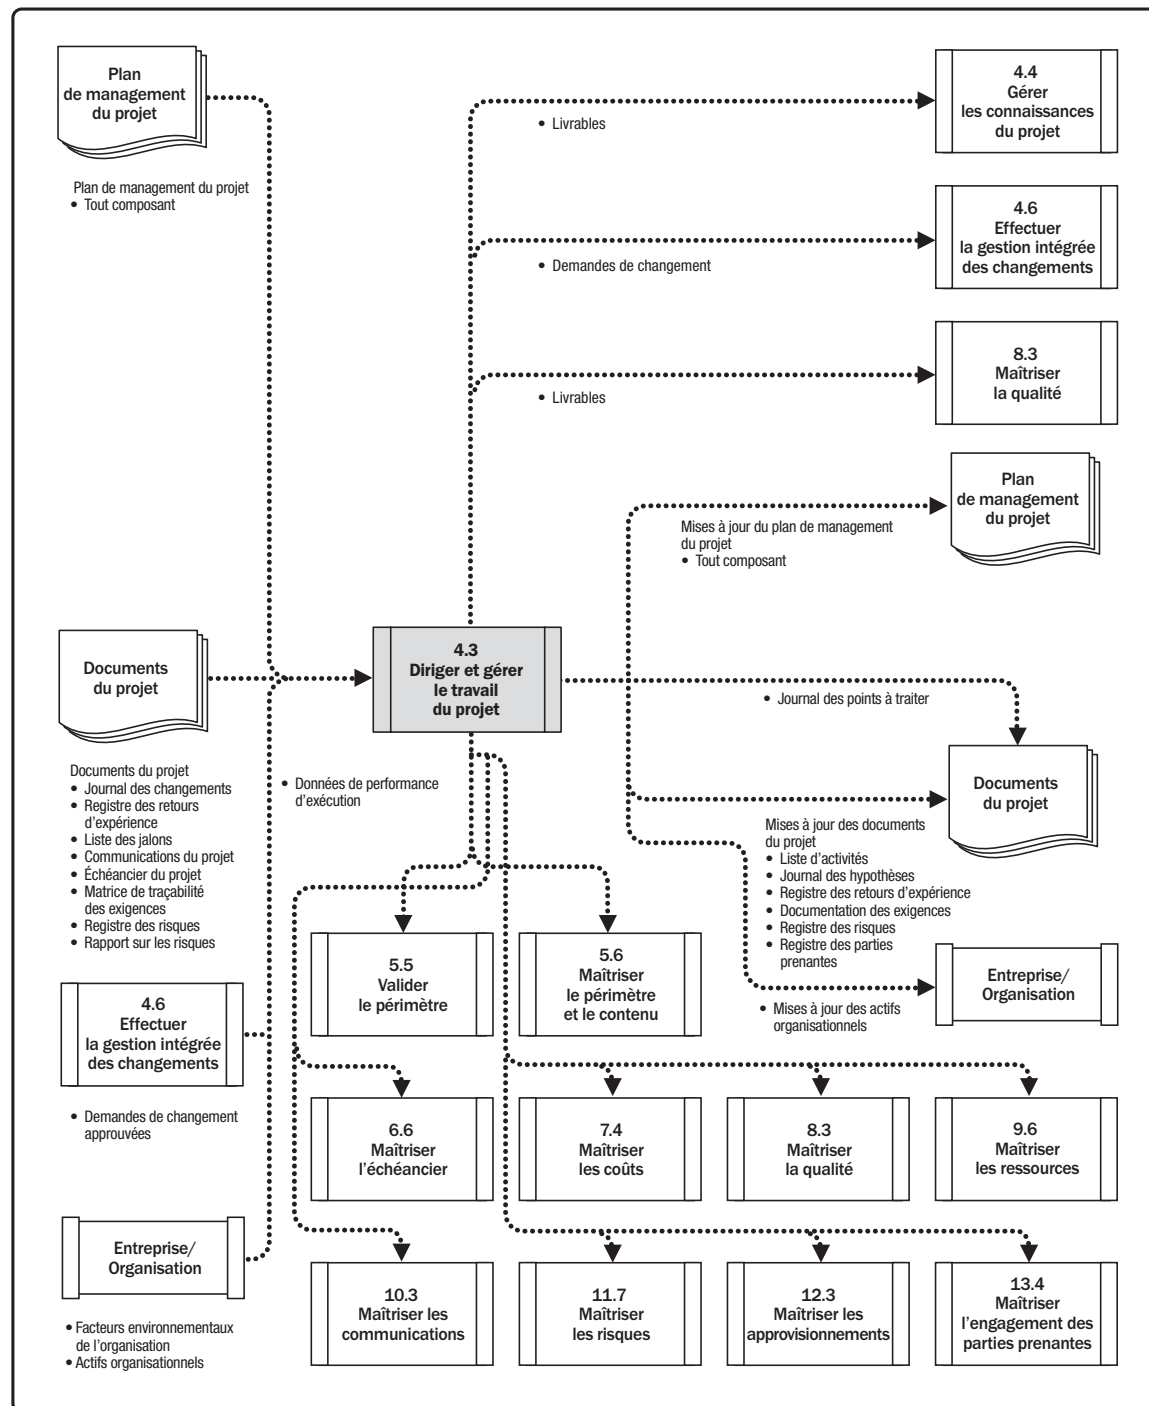 Plan
de management
du projet
Plan de management du projet
• Tout composant
4.4
Gérer
les connaissances
du projet
• Livrables
4.6
Effectuer
la gestion intégrée
des changements
• Demandes de changement
8.3
Maîtriser
la qualité
• Livrables
Plan
de management
du projet
Mises à jour du plan de management
du projet
• Tout composant
Documents
du projet
4.3
Diriger et gérer
le travail
du projet
• Journal des points à traiter
Documents du projet
• Journal des changements
• Registre des retours
d'expérience
• Liste des jalons
• Communications du projet
• Échéancier du projet
• Matrice de traçabilité
des exigences
• Registre des risques
• Rapport sur les risques
• Données de performance
d'exécution
Documents
du projet
Mises à jour des documents
du projet
• Liste d'activités
• Journal des hypothèses
• Registre des retours d'expérience
• Documentation des exigences
• Registre des risques
• Registre des parties
prenantes
5.5
Valider
le périmètre
5.6
Maîtriser
le périmètre
et le contenu
Entreprise/
Organisation
• Mises à jour des actifs
organisationnels
4.6
Effectuer
la gestion intégrée
des changements
• Demandes de changement
approuvées
6.6
Maîtriser
l'échéancier
7.4
Maîtriser
les coûts
8.3
Maîtriser
la qualité
9.6
Maîtriser
les ressources
Entreprise/
Organisation
• Facteurs environnementaux
de l'organisation
• Actifs organisationnels
10.3
Maîtriser les
communications
11.7
Maîtriser
les risques
12.3
Maîtriser les
approvisionnements
13.4
Maîtriser
l'engagement des
parties prenantes